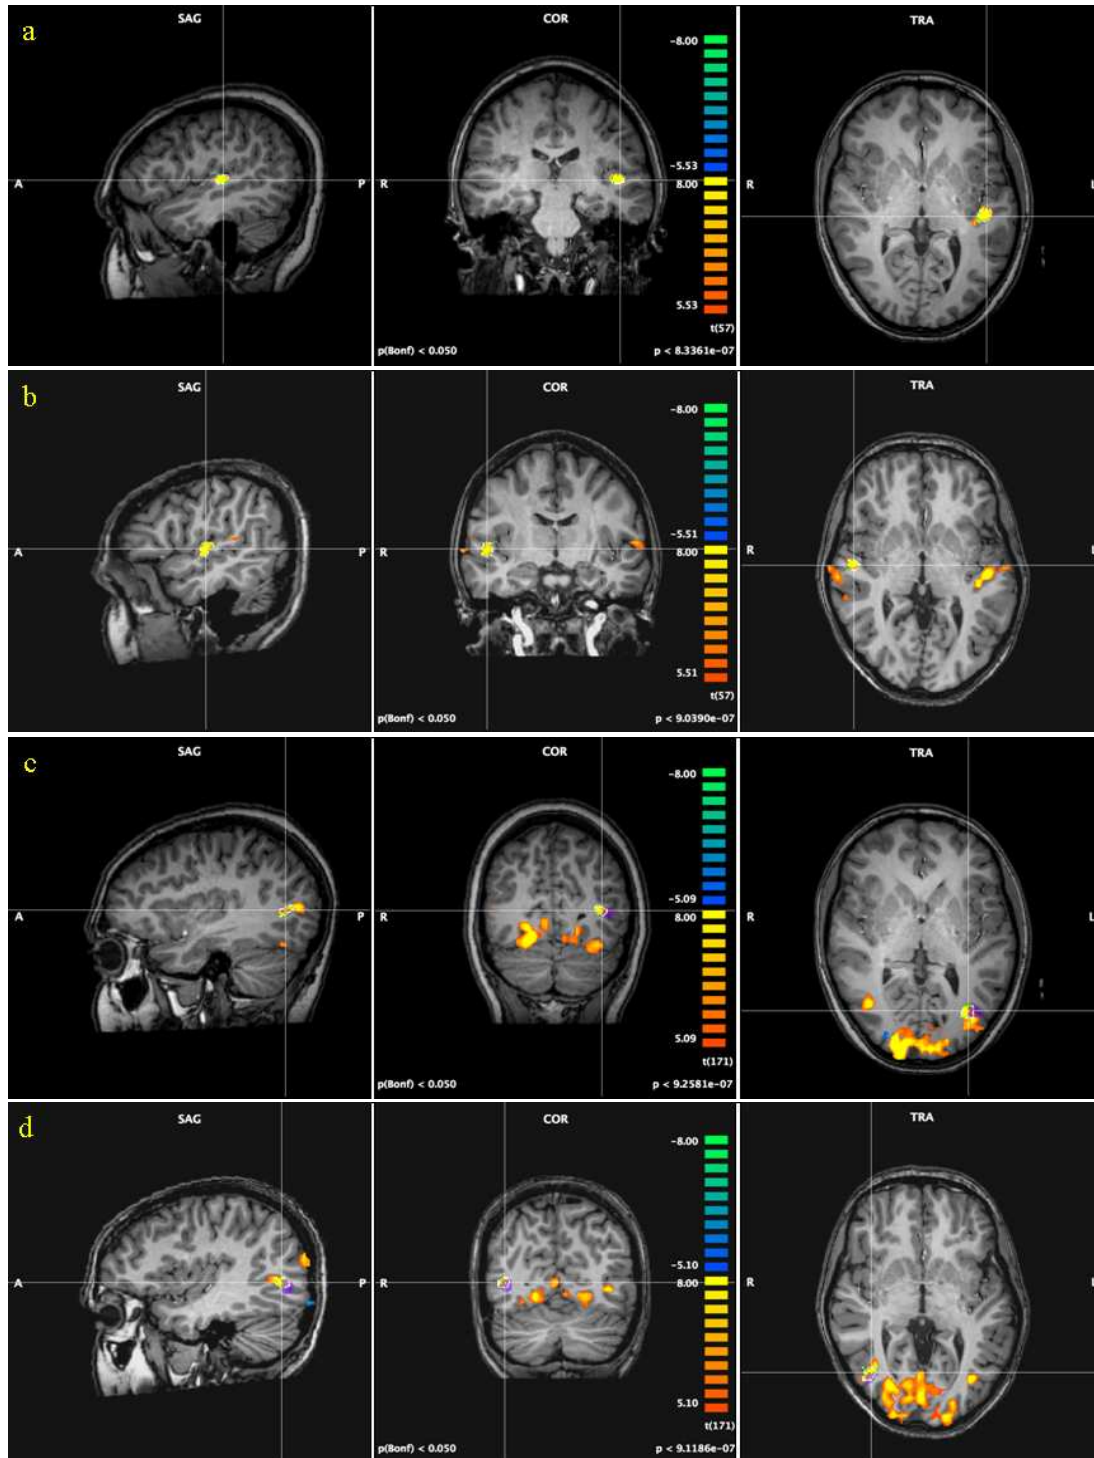 a
SAG
COR
TRA
-8.00
-5.53
8.00
5.53
t(57)
A
P
R
R
L
p(Bonf) < 0.050
p < 8.3361e-07
b
SAG
COR
TRA
-8.00
-5.51
8.00
5.51
t(57)
A
P
R
R
L
p(Bonf) < 0.050
p < 9.0390e-07
c
SAG
COR
TRA
-8.00
-5.09
8.00
5.09
t(171)
A
P
R
R
L
p(Bonf) < 0.050
p < 9.2581e-07
d
SAG
COR
TRA
-8.00
-5.10
8.00
5.10
t(171)
A
P
R
R
L
p(Bonf) < 0.050
p < 9.1186e-07